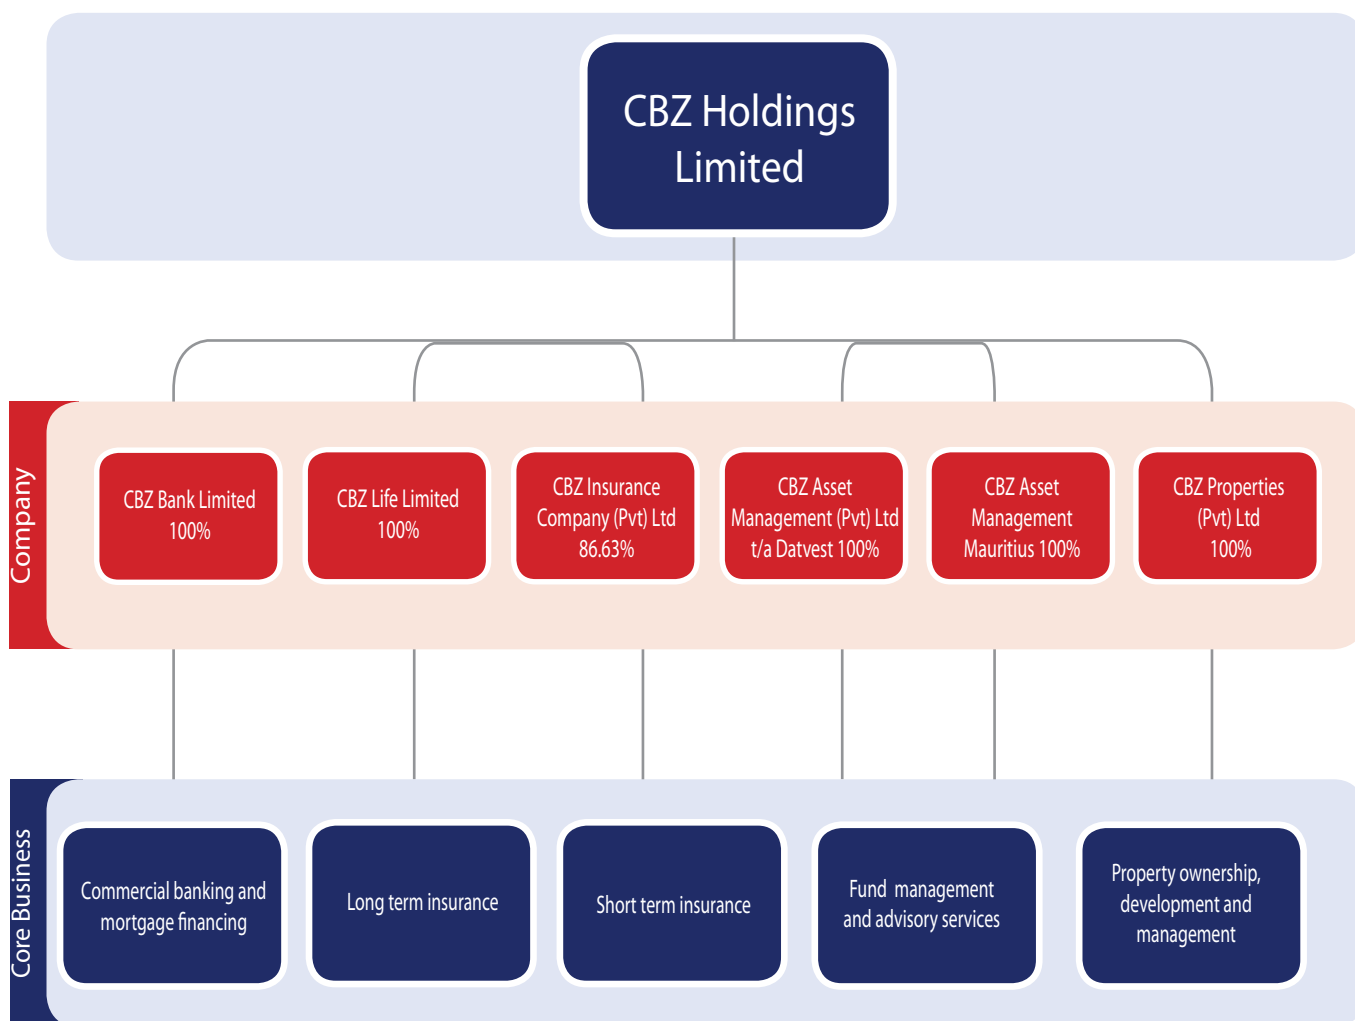 CBZ Holdings
Limited
Company
CBZ Bank Limited
100%
CBZ Life Limited
100%
CBZ Insurance
Company (Pvt) Ltd
86.63%
CBZ Asset
Management (Pvt) Ltd
t/a Datvest 100%
CBZ Asset
Management
Mauritius 100%
CBZ Properties
(Pvt) Ltd
100%
Core Business
Commercial banking and
mortgage financing
Long term insurance
Short term insurance
Fund management
and advisory services
Property ownership,
development and
management